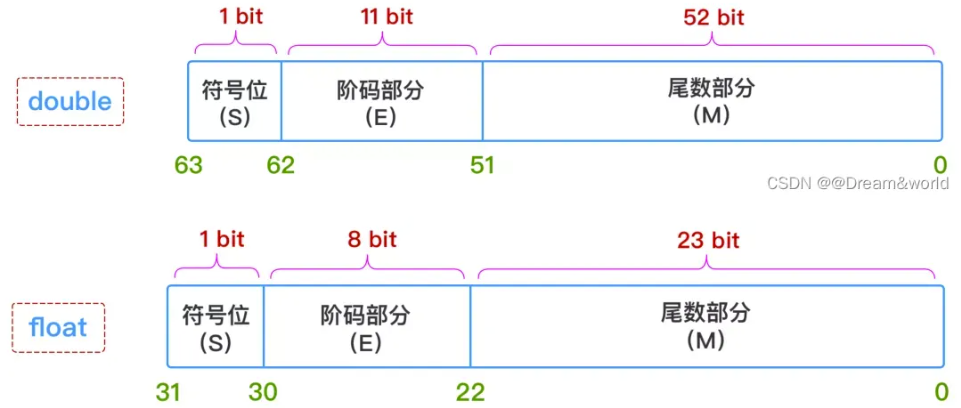 1 bit 11 bit 52 bit
double
符号位 阶码部分 尾数部分
(S) (E) (M)
63 62 51 0
CSDN @@Dream&world
1 bit 8 bit 23 bit
float
符号位 阶码部分 尾数部分
(S) (E) (M)
31 30 22 0